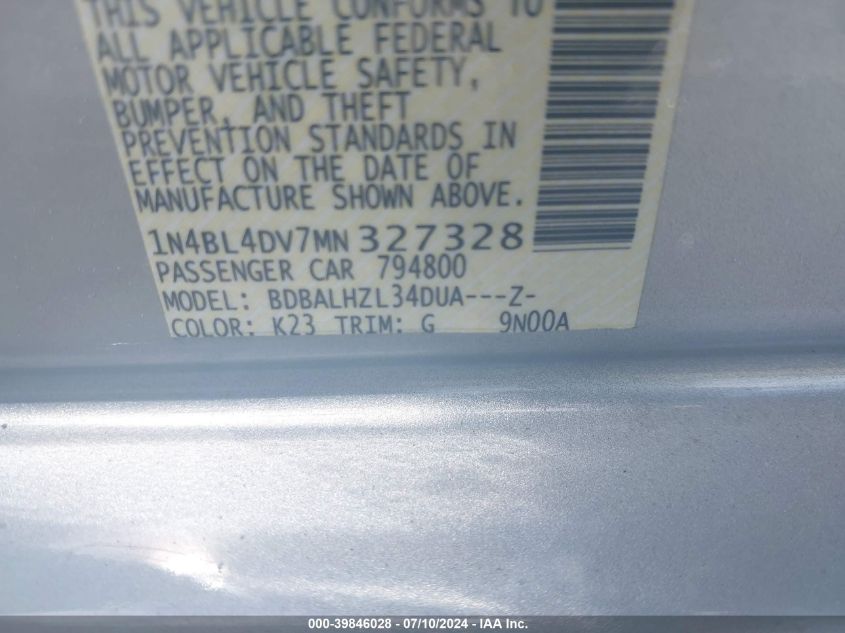 THIS VEHICLE CONFORMS TO
ALL APPLICABLE FEDERAL
MOTOR VEHICLE SAFETY,
BUMPER, AND THEFT
PREVENTION STANDARDS IN
EFFECT ON THE DATE OF
MANUFACTURE SHOWN ABOVE.
1N4BL4DV7MN 327328
PASSENGER CAR 794800
MODEL: BDBALHZL34DUA---Z-
COLOR: K23 TRIM: G 9N00A
000-39846028 - 07/10/2024 - IAA Inc.